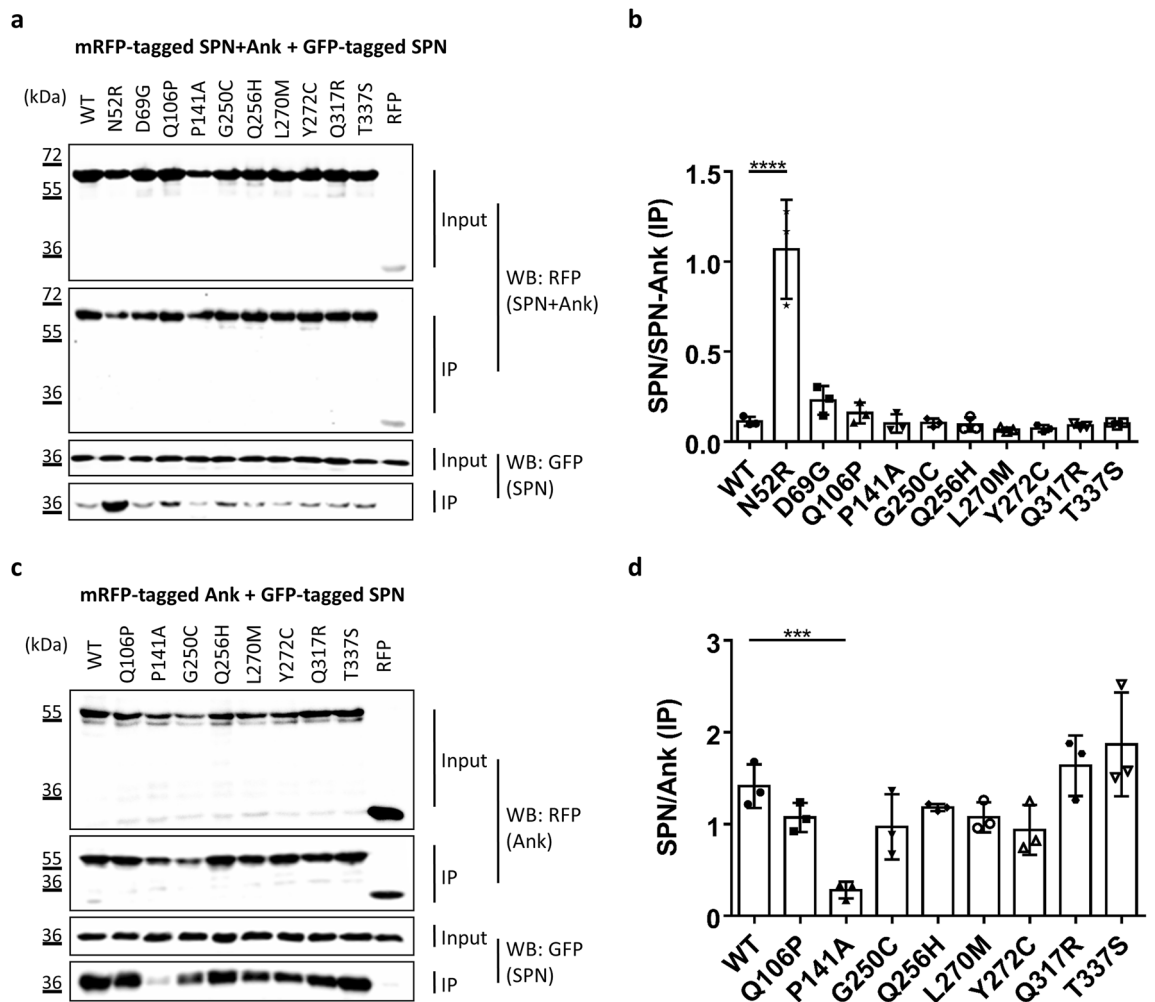 a
mRFP-tagged SPN+Ank + GFP-tagged SPN
(kDa)
WT
N52R
D69G
Q106P
P141A
G250C
Q256H
L270M
Y272C
Q317R
T337S
RFP
72
55
36
Input
72
55
36
IP
WB: RFP
(SPN+Ank)
36
Input
36
IP
WB: GFP
(SPN)
b
SPN/SPN-Ank (IP)
1.5
1.0
0.5
0.0
****
WT
N52R
D69G
Q106P
P141A
G250C
Q256H
L270M
Y272C
Q317R
T337S
c
mRFP-tagged Ank + GFP-tagged SPN
(kDa)
WT
Q106P
P141A
G250C
Q256H
L270M
Y272C
Q317R
T337S
RFP
55
36
Input
55
36
IP
WB: RFP
(Ank)
36
Input
36
IP
WB: GFP
(SPN)
d
SPN/Ank (IP)
3
2
1
0
***
WT
Q106P
P141A
G250C
Q256H
L270M
Y272C
Q317R
T337S